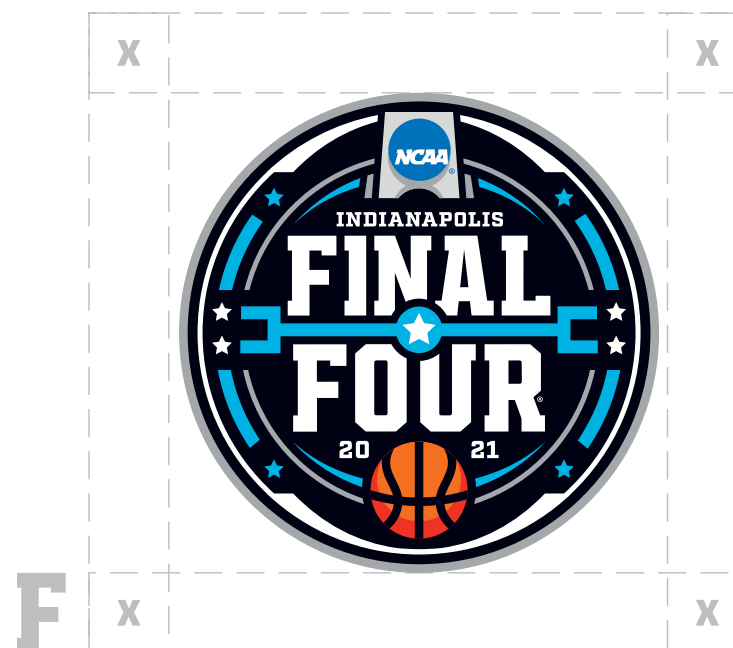 X X
NCAA®
INDIANAPOLIS
FINAL
FOUR®
20 21
F X X